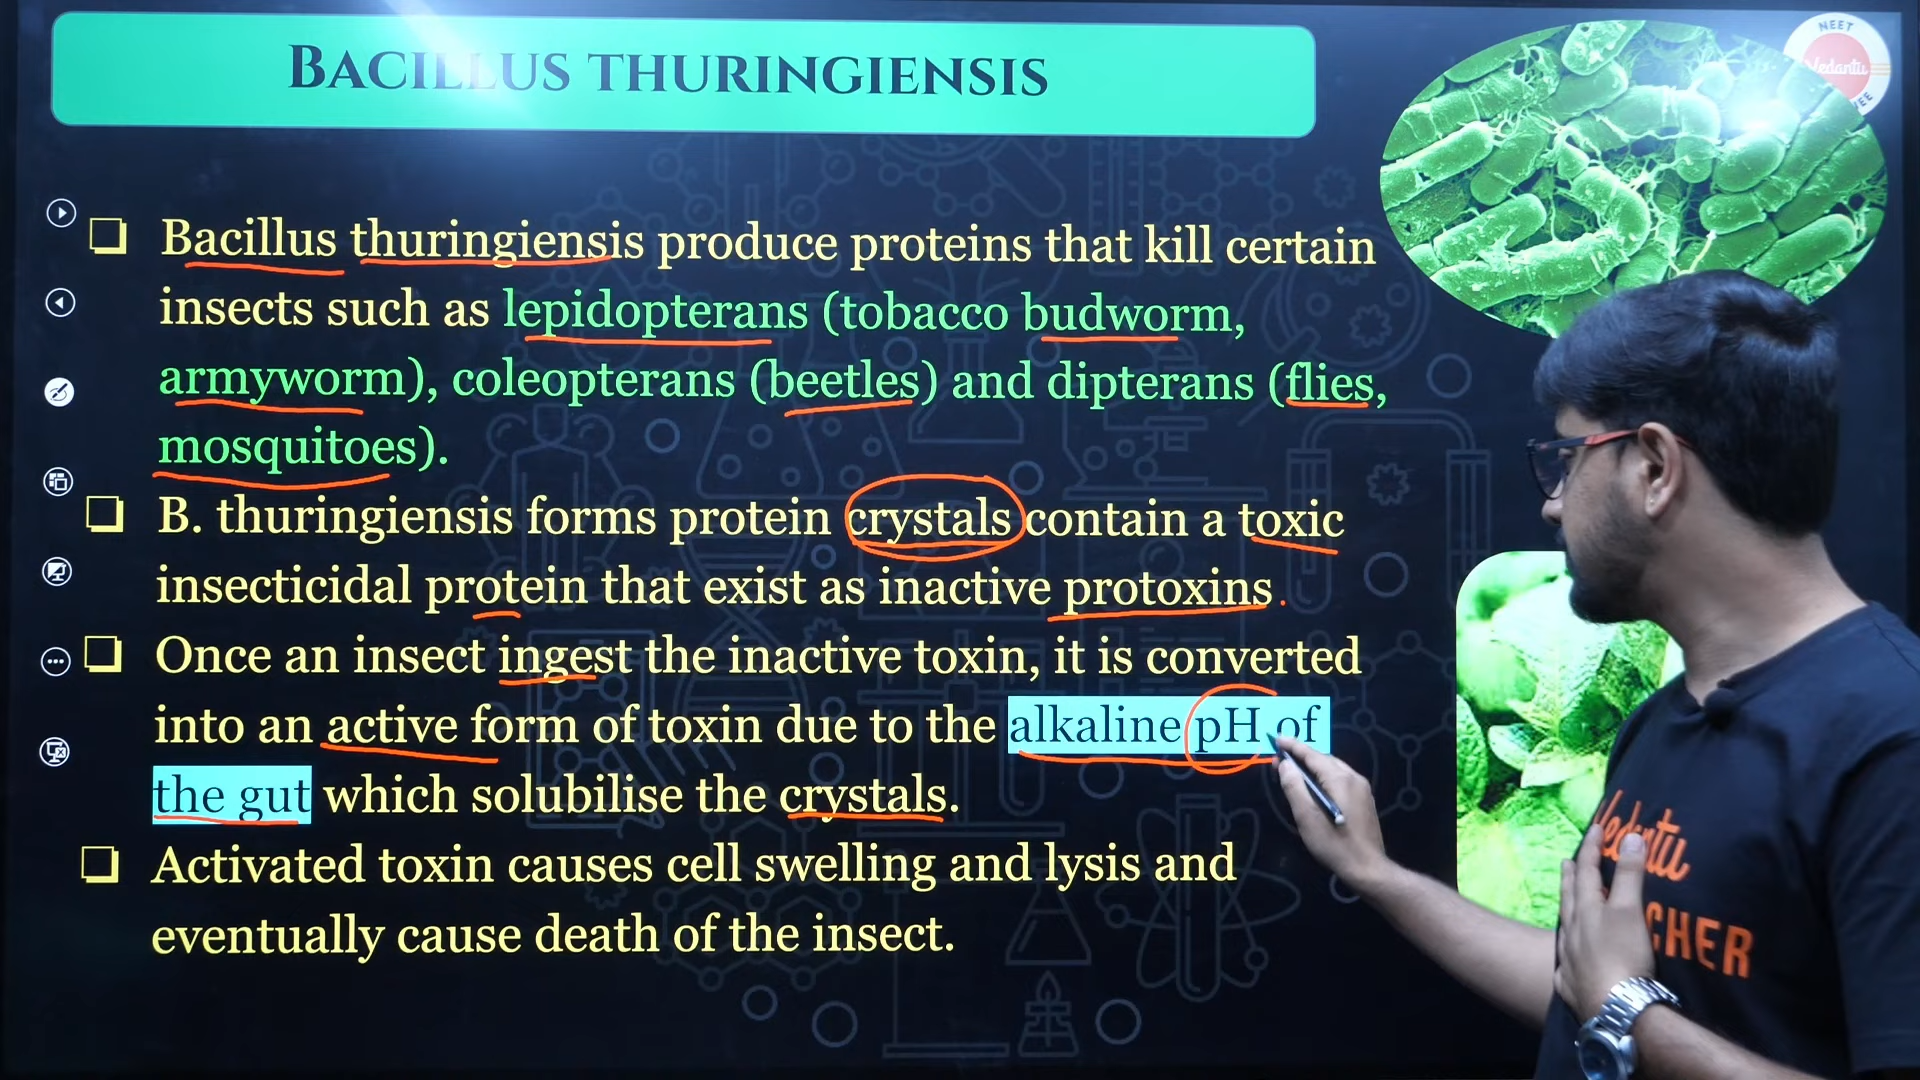 BACILLUS THURINGIENSIS
NEET
Vedantu
Bacillus thuringiensis produce proteins that kill certain
insects such as lepidopterans (tobacco budworm,
armyworm), coleopterans (beetles) and dipterans (flies,
mosquitoes).
B. thuringiensis forms protein crystals contain a toxic
insecticidal protein that exist as inactive protoxins.
Once an insect ingest the inactive toxin, it is converted
into an active form of toxin due to the alkaline pH of
the gut which solubilise the crystals.
Activated toxin causes cell swelling and lysis and
eventually cause death of the insect.
Vedantu
CHER